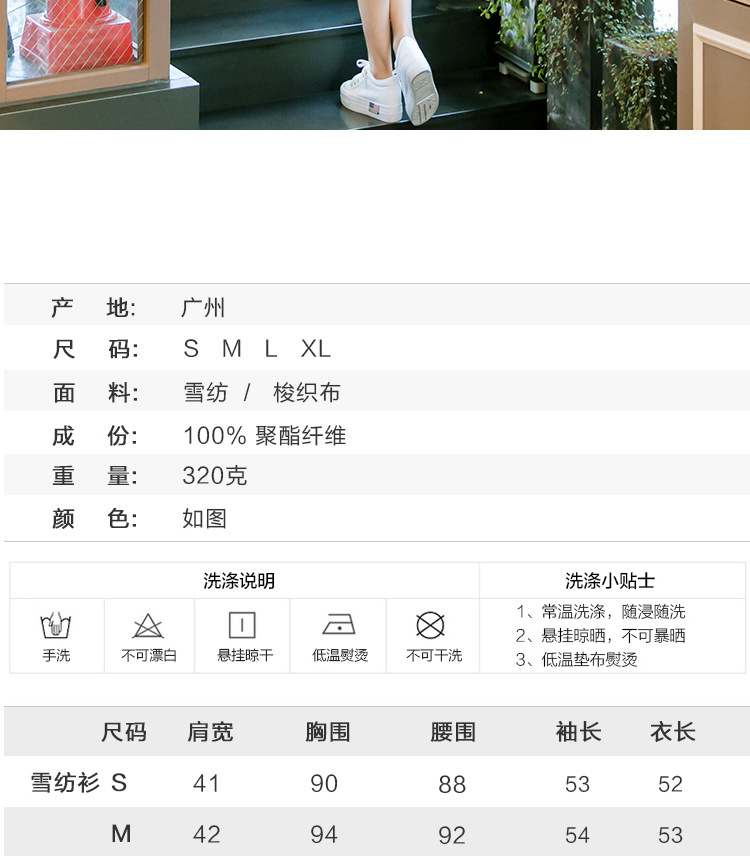 产 地: 广州
尺 码: S M L XL
面 料: 雪纺 / 梭织布
成 份: 100% 聚酯纤维
重 量: 320克
颜 色: 如图
洗涤说明 洗涤小贴士
手洗 不可漂白 悬挂晾干 低温熨烫 不可干洗
1、常温洗涤，随浸随洗
2、悬挂晾晒，不可暴晒
3、低温垫布熨烫
尺码 肩宽 胸围 腰围 袖长 衣长
雪纺衫 S 41 90 88 53 52
M 42 94 92 54 53